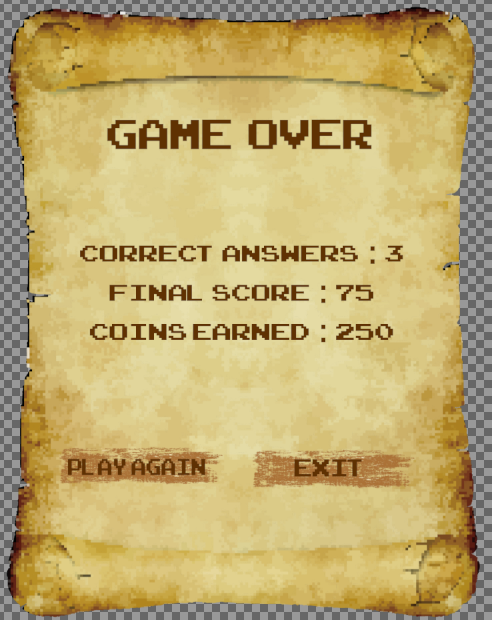 GAME OVER
CORRECT ANSWERS : 3
FINAL SCORE : 75
COINS EARNED : 250
PLAY AGAIN
EXIT